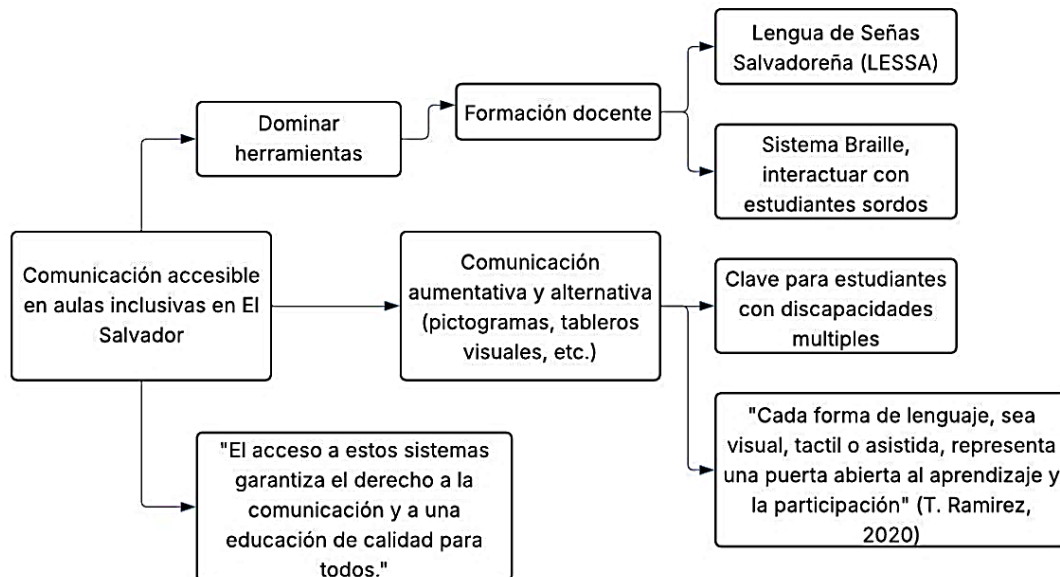 Lengua de Señas
Salvadoreña (LESSA)
Dominar
herramientas
Formación docente
Sistema Braille,
interactuar con
estudiantes sordos
Comunicación accesible
en aulas inclusivas en El
Salvador
Comunicación
aumentativa y alternativa
(pictogramas, tableros
visuales, etc.)
Clave para estudiantes
con discapacidades
multiples
"Cada forma de lenguaje, sea
visual, tactil o asistida, representa
una puerta abierta al aprendizaje y
la participación" (T. Ramirez,
2020)
"El acceso a estos sistemas
garantiza el derecho a la
comunicación y a una
educación de calidad para
todos."